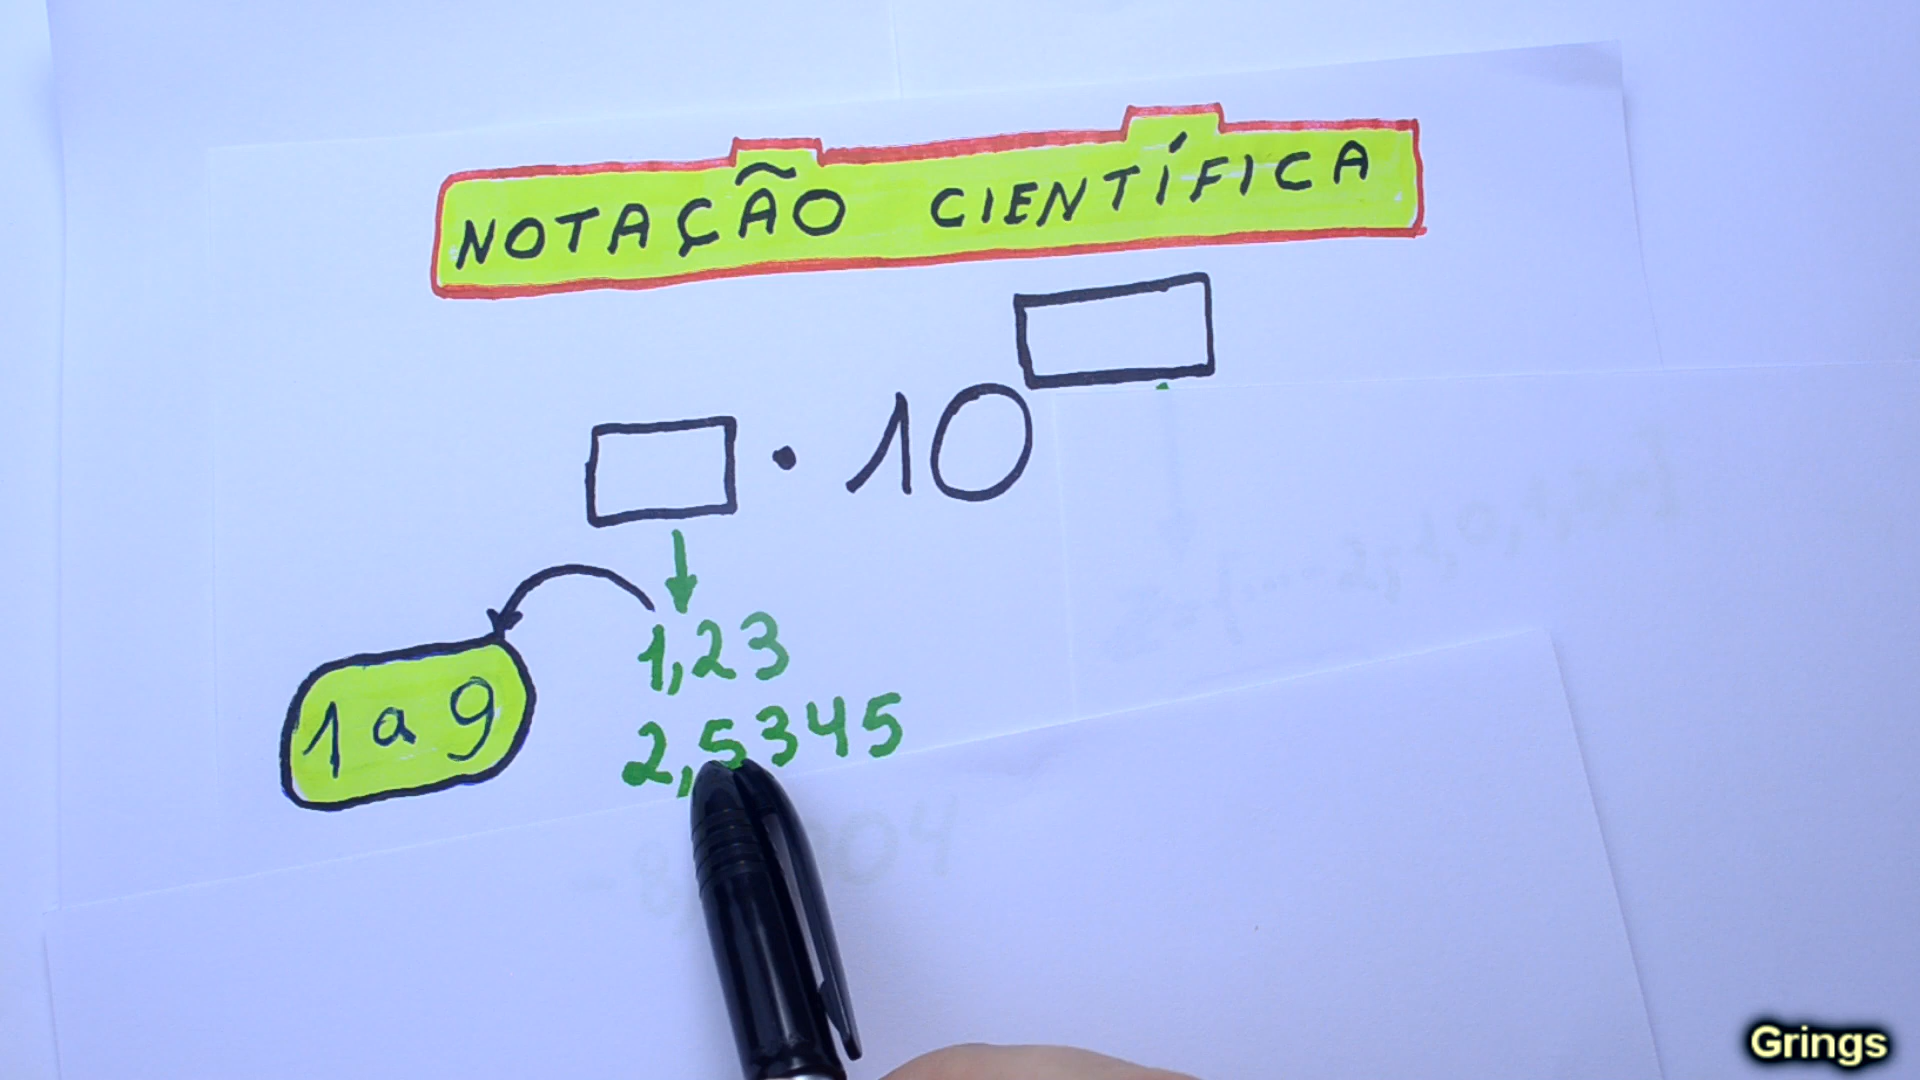 NOTAÇÃO CIENTÍFICA
. 10
1,23
1 a 9
2,5345
Grings